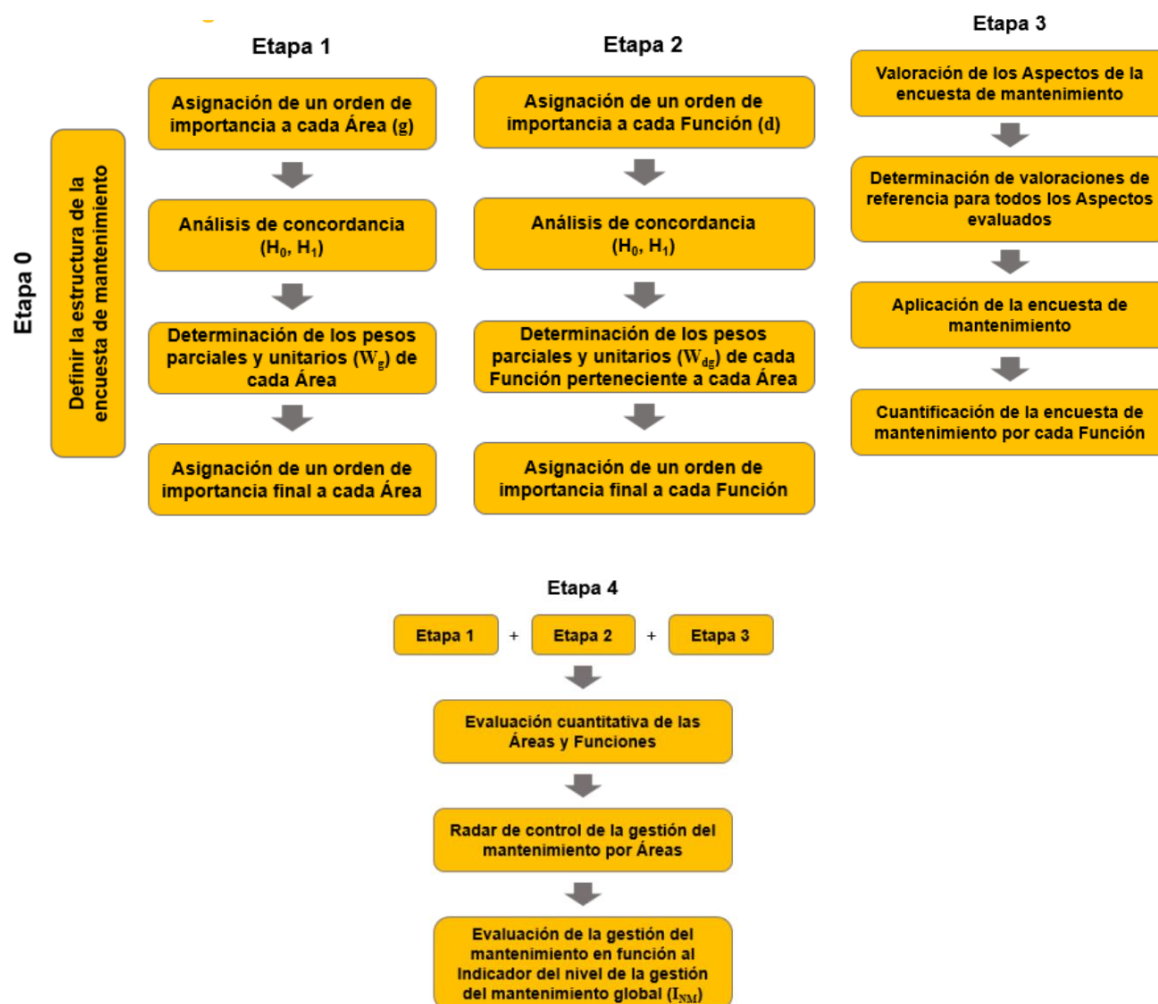 Etapa 0
Definir la estructura de la
encuesta de mantenimiento
Etapa 1
Asignación de un orden de
importancia a cada Área (g)
Análisis de concordancia
(H₀, H₁)
Determinación de los pesos
parciales y unitarios (W_g) de
cada Área
Asignación de un orden de
importancia final a cada Área
Etapa 2
Asignación de un orden de
importancia a cada Función (d)
Análisis de concordancia
(H₀, H₁)
Determinación de los pesos
parciales y unitarios (W_dg) de cada
Función perteneciente a cada Área
Asignación de un orden de
importancia final a cada Función
Etapa 3
Valoración de los Aspectos de la
encuesta de mantenimiento
Determinación de valoraciones de
referencia para todos los Aspectos
evaluados
Aplicación de la encuesta de
mantenimiento
Cuantificación de la encuesta de
mantenimiento por cada Función
Etapa 4
Etapa 1 + Etapa 2 + Etapa 3
Evaluación cuantitativa de las
Áreas y Funciones
Radar de control de la gestión del
mantenimiento por Áreas
Evaluación de la gestión del
mantenimiento en función al
Indicador del nivel de la gestión
del mantenimiento global (I_NM)